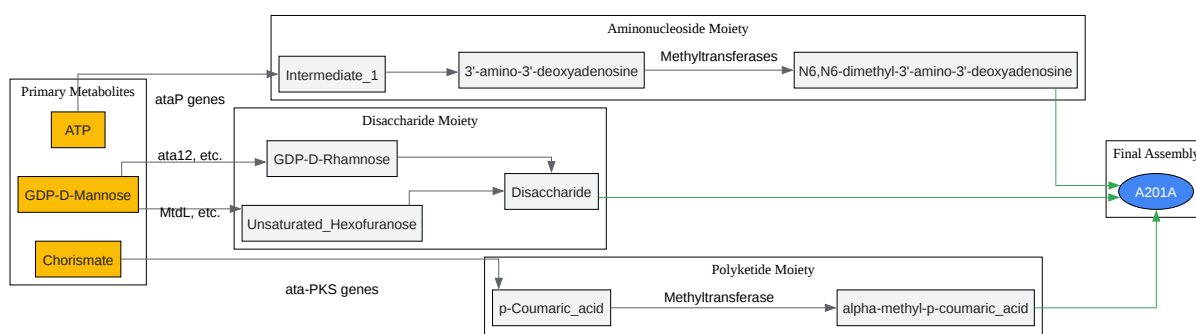 Aminonucleoside Moiety
Intermediate_1
3'-amino-3'-deoxyadenosine
Methyltransferases
N6,N6-dimethyl-3'-amino-3'-deoxyadenosine
Primary Metabolites
ATP
GDP-D-Mannose
Chorismate
ataP genes
ata12, etc.
MtdL, etc.
ata-PKS genes
Disaccharide Moiety
GDP-D-Rhamnose
Unsaturated_Hexofuranose
Disaccharide
Polyketide Moiety
p-Coumaric_acid
Methyltransferase
alpha-methyl-p-coumaric_acid
Final Assembly
A201A